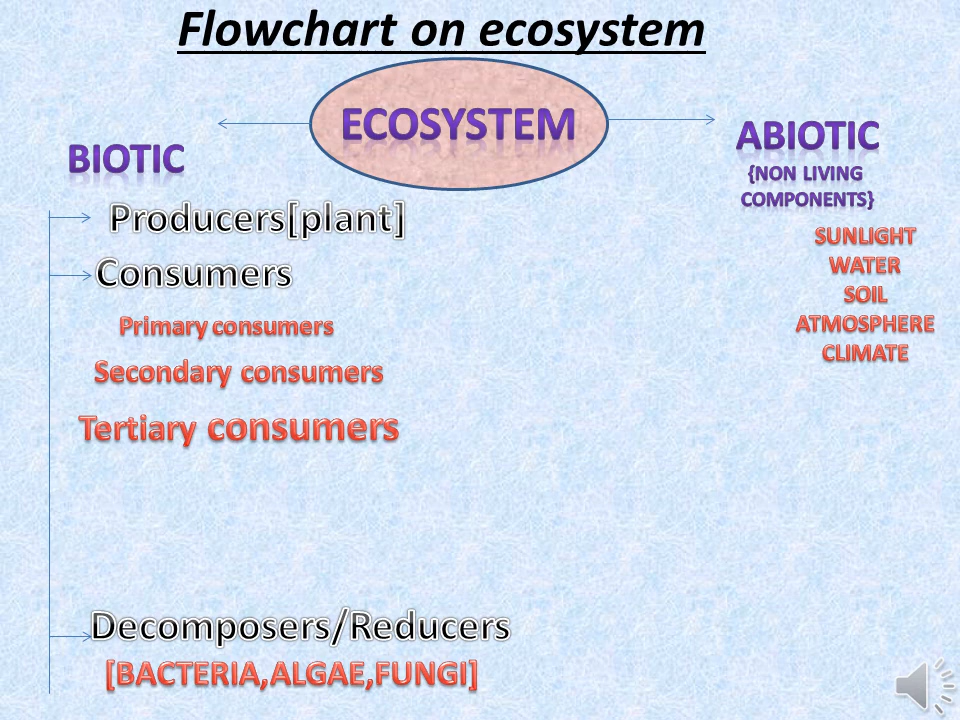 Flowchart on ecosystem
ECOSYSTEM
BIOTIC
Producers[plant]
Consumers
Primary consumers
Secondary consumers
Tertiary consumers
Decomposers/Reducers
[BACTERIA,ALGAE,FUNGI]
ABIOTIC
{NON LIVING
COMPONENTS}
SUNLIGHT
WATER
SOIL
ATMOSPHERE
CLIMATE